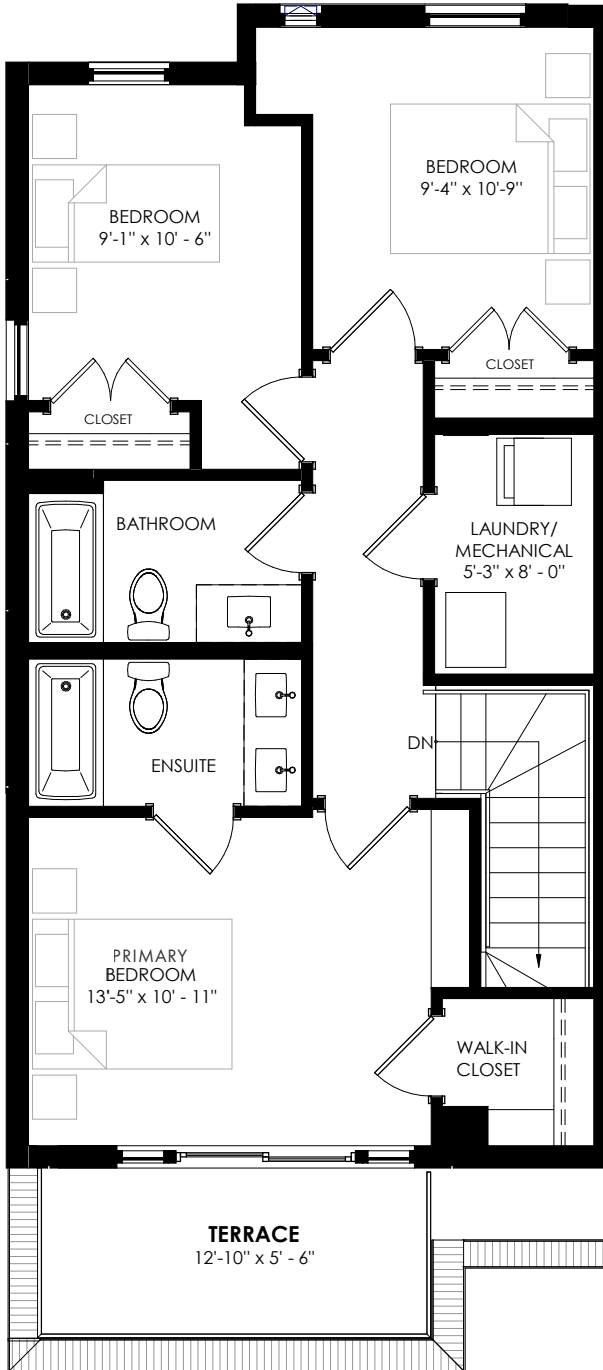 BEDROOM
9'-4" x 10'-9"
BEDROOM
9'-1" x 10' - 6"
CLOSET
CLOSET
BATHROOM
LAUNDRY/
MECHANICAL
5'-3" x 8' - 0"
DN
ENSUITE
PRIMARY
BEDROOM
13'-5" x 10' - 11"
WALK-IN
CLOSET
TERRACE
12'-10" x 5' - 6"